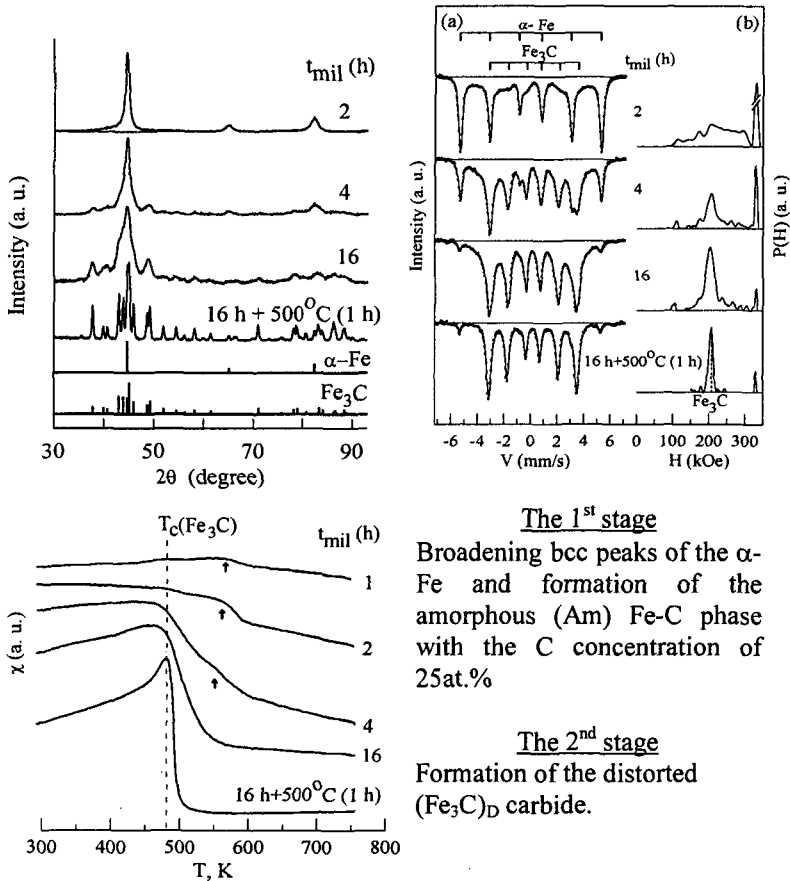 t_mil (h)
2
4
16
16 h + 500°C (1 h)
α–Fe
Fe₃C
Intensity (a. u.)
30 50 70 90
2θ (degree)
(a) α- Fe (b)
Fe₃C
t_mil (h)
2
4
16
16 h+500°C (1 h)
Fe₃C
Intensity (a. u.)
P(H) (a. u.)
-6 -4 -2 0 2 4 6 0 100 200 300
V (mm/s) H (kOe)
T_C(Fe₃C) t_mil (h)
1
2
4
16
16 h+500°C (1 h)
χ (a. u.)
300 400 500 600 700 800
T, K
The 1ˢᵗ stage
Broadening bcc peaks of the α-
Fe and formation of the
amorphous (Am) Fe-C phase
with the C concentration of
25at.%
The 2ⁿᵈ stage
Formation of the distorted
(Fe₃C)_D carbide.